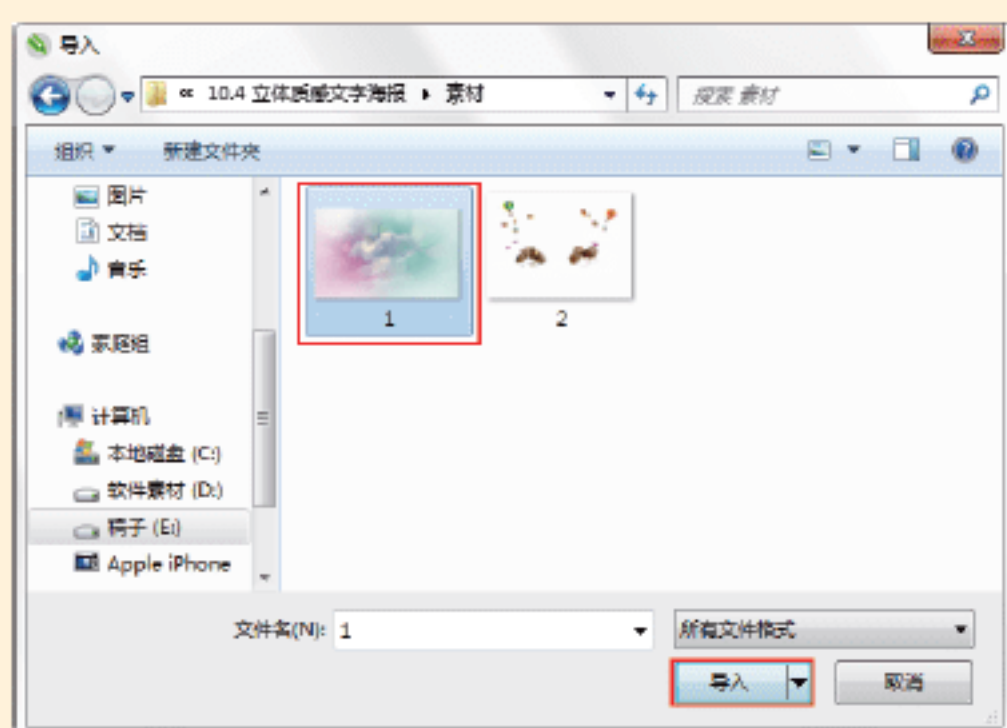 导入
« 10.4 立体质感文字海报 ▸ 素材
搜索 素材
组织
新建文件夹
图片
文档
音乐
家庭组
计算机
本地磁盘 (C:)
软件素材 (D:)
稿子 (E:)
Apple iPhone
1
2
文件名(N): 1
所有文件格式
导入
取消